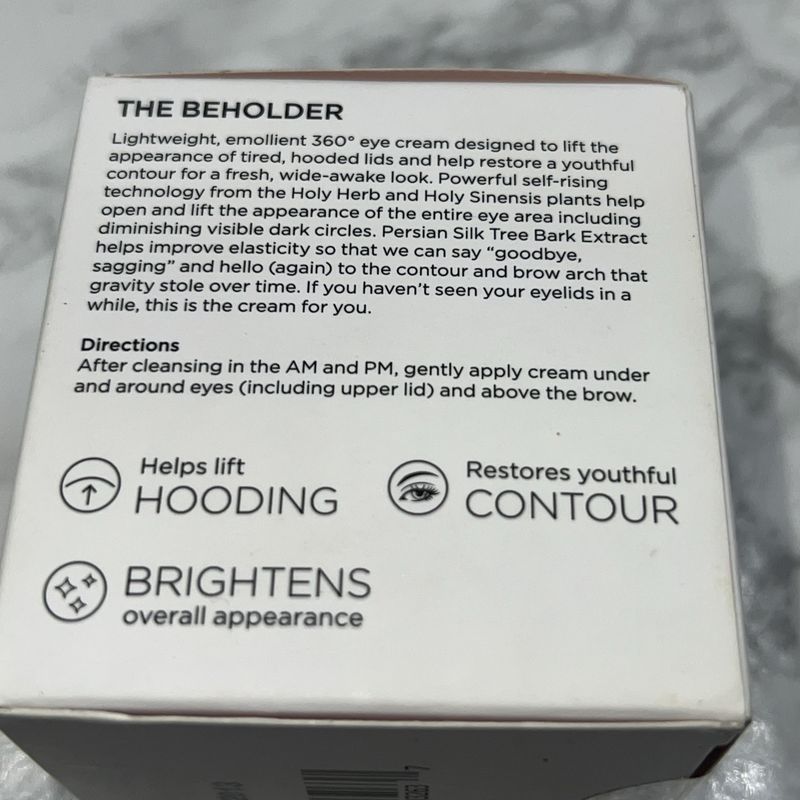 THE BEHOLDER
Lightweight, emollient 360° eye cream designed to lift the
appearance of tired, hooded lids and help restore a youthful
contour for a fresh, wide-awake look. Powerful self-rising
technology from the Holy Herb and Holy Sinensis plants help
open and lift the appearance of the entire eye area including
diminishing visible dark circles. Persian Silk Tree Bark Extract
helps improve elasticity so that we can say “goodbye,
sagging” and hello (again) to the contour and brow arch that
gravity stole over time. If you haven’t seen your eyelids in a
while, this is the cream for you.
Directions
After cleansing in the AM and PM, gently apply cream under
and around eyes (including upper lid) and above the brow.
Helps lift
HOODING
Restores youthful
CONTOUR
BRIGHTENS
overall appearance